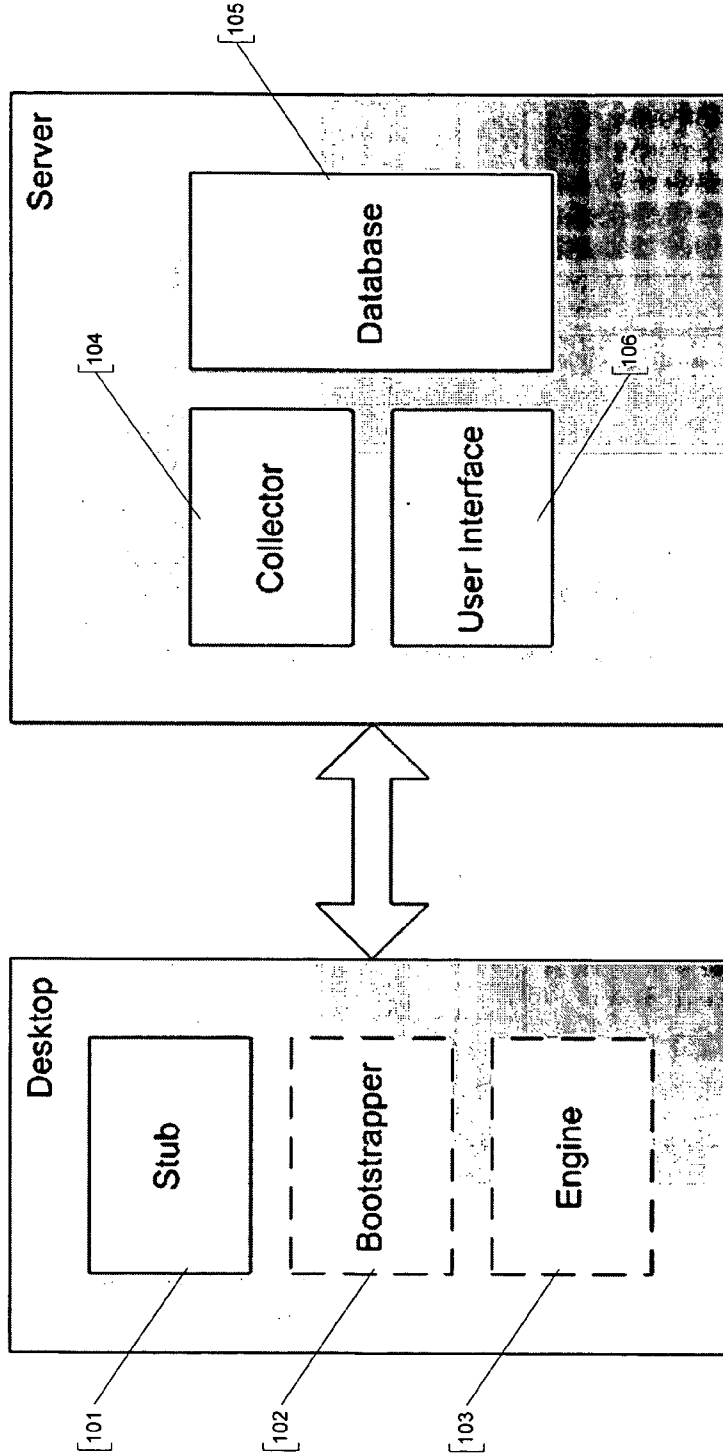 Desktop
Stub
Bootstrapper
Engine
101
102
103
Server
Collector
Database
User Interface
104
105
106